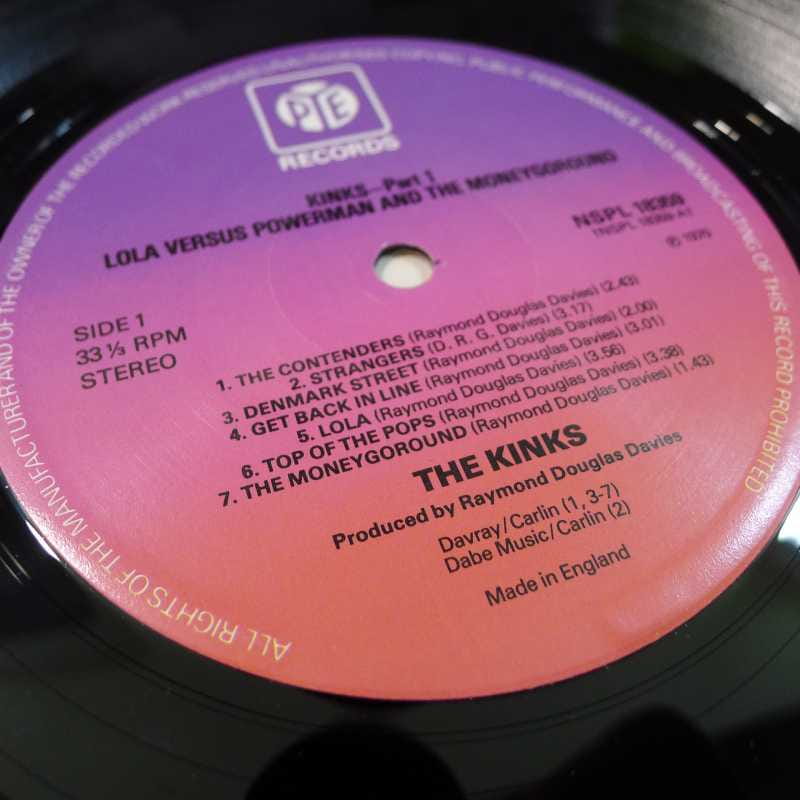 PYE
RECORDS
KINKS—Part 1
LOLA VERSUS POWERMAN AND THE MONEYGOROUND
NSPL 18359
(NSPL 18359-A)
℗ 1970
SIDE 1
33 ⅓ RPM
STEREO
1. THE CONTENDERS (Raymond Douglas Davies) (2.43)
2. STRANGERS (D. R. G. Davies) (3.17)
3. DENMARK STREET (Raymond Douglas Davies) (2.00)
4. GET BACK IN LINE (Raymond Douglas Davies) (3.01)
5. LOLA (Raymond Douglas Davies) (3.56)
6. TOP OF THE POPS (Raymond Douglas Davies) (3.38)
7. THE MONEYGOROUND (Raymond Douglas Davies) (1.43)
THE KINKS
Produced by Raymond Douglas Davies
Davray/Carlin (1, 3-7)
Dabe Music/Carlin (2)
Made in England
ALL RIGHTS OF THE MANUFACTURER AND OF THE OWNER OF THE RECORDED WORK RESERVED UNAUTHORISED COPYING, PUBLIC PERFORMANCE AND BROADCASTING OF THIS RECORD PROHIBITED